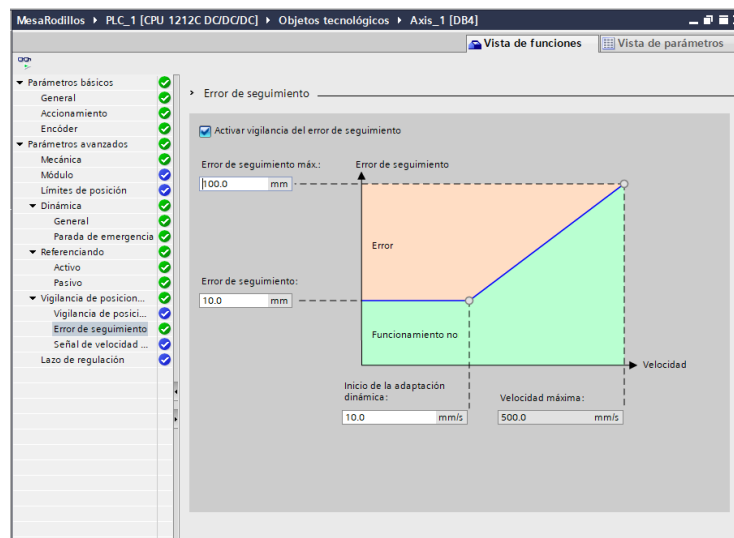 MesaRodillos ▸ PLC_1 [CPU 1212C DC/DC/DC] ▸ Objetos tecnológicos ▸ Axis_1 [DB4]
Vista de funciones
Vista de parámetros
Parámetros básicos
General
Accionamiento
Encóder
Parámetros avanzados
Mecánica
Módulo
Límites de posición
Dinámica
General
Parada de emergencia
Referenciando
Activo
Pasivo
Vigilancia de posicion...
Vigilancia de posici...
Error de seguimiento
Señal de velocidad ...
Lazo de regulación
Error de seguimiento
Activar vigilancia del error de seguimiento
Error de seguimiento máx.:
100.0 mm
Error de seguimiento
Error
Error de seguimiento:
10.0 mm
Funcionamiento no
Velocidad
Inicio de la adaptación
dinámica:
10.0 mm/s
Velocidad máxima:
500.0 mm/s